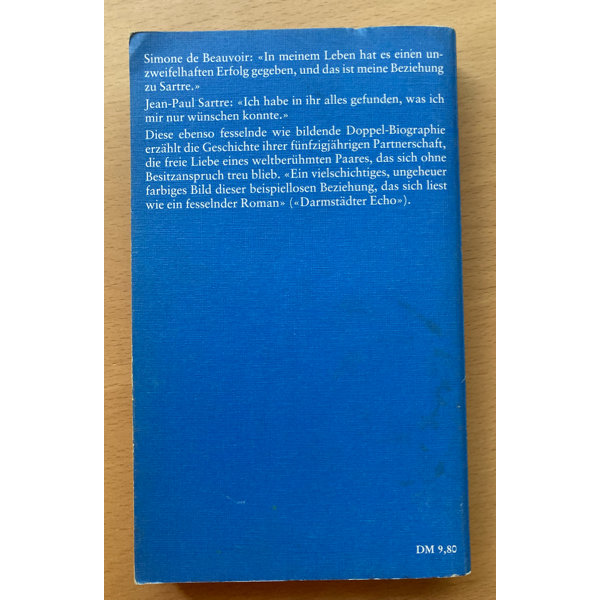 Simone de Beauvoir: «In meinem Leben hat es einen un-
zweifelhaften Erfolg gegeben, und das ist meine Beziehung
zu Sartre.»
Jean-Paul Sartre: «Ich habe in ihr alles gefunden, was ich
mir nur wünschen konnte.»
Diese ebenso fesselnde wie bildende Doppel-Biographie
erzählt die Geschichte ihrer fünfzigjährigen Partnerschaft,
die freie Liebe eines weltberühmten Paares, das sich ohne
Besitzanspruch treu blieb. «Ein vielschichtiges, ungeheuer
farbiges Bild dieser beispiellosen Beziehung, das sich liest
wie ein fesselnder Roman» («Darmstädter Echo»).
DM 9,80